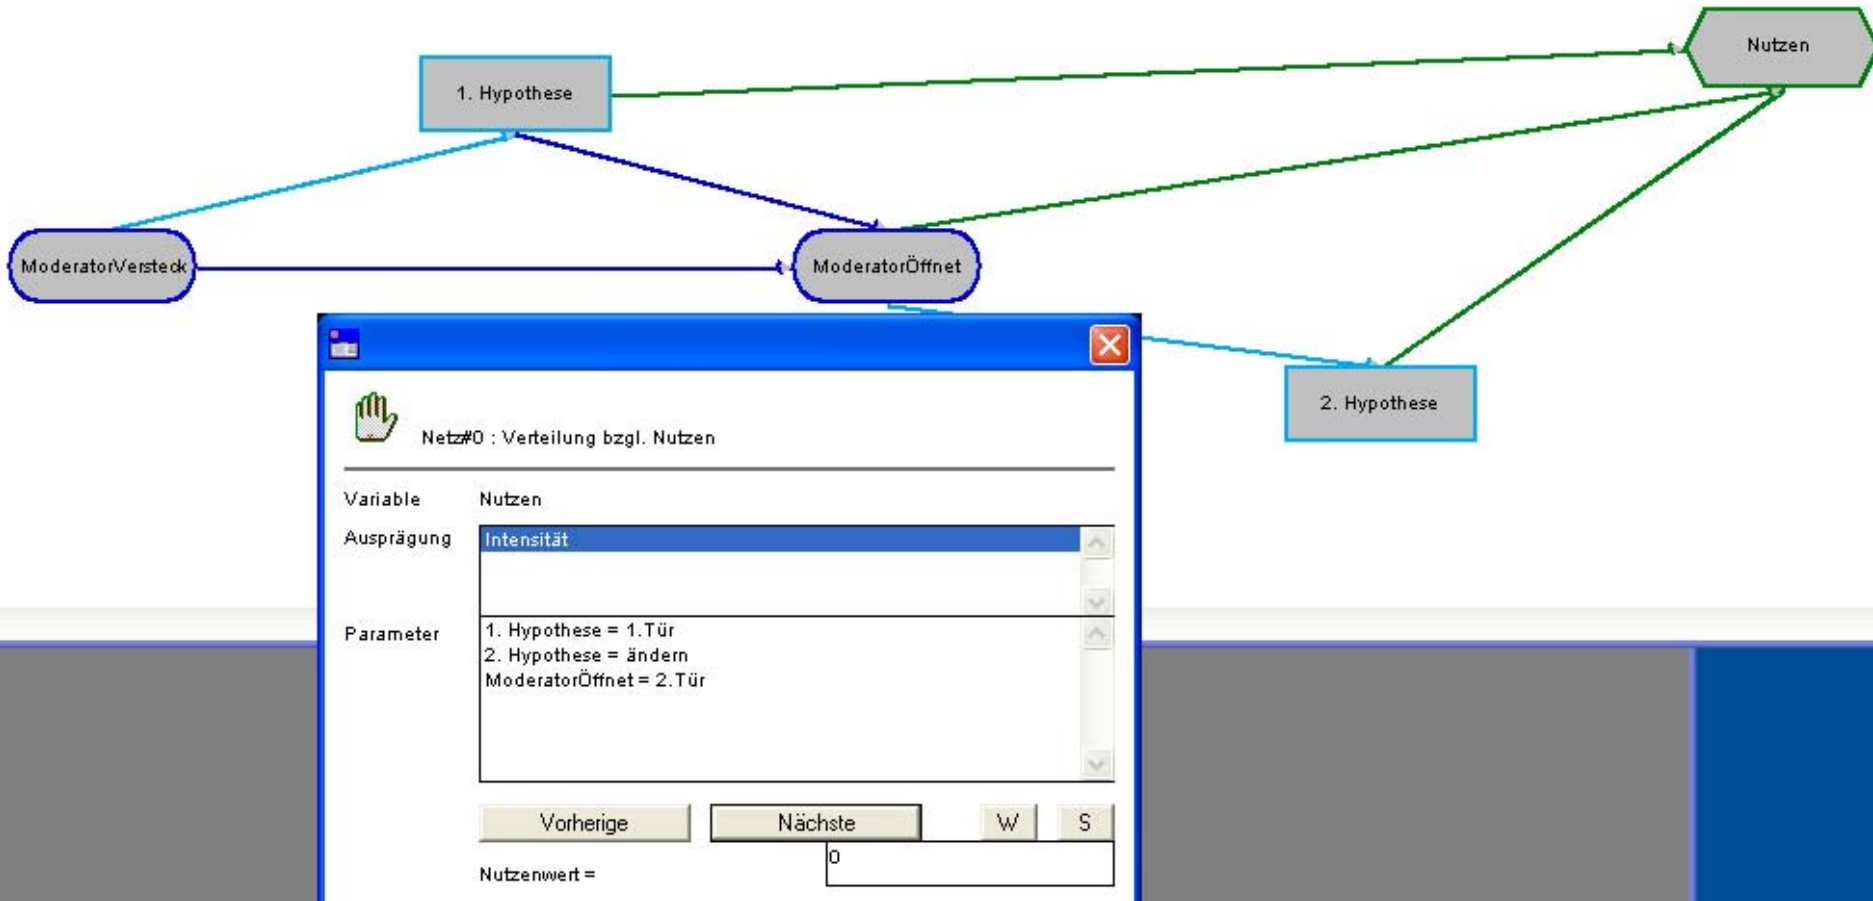 Nutzen
1. Hypothese
ModeratorVersteck
ModeratorÖffnet
2. Hypothese
Netz#0 : Verteilung bzgl. Nutzen
Variable Nutzen
Ausprägung Intensität
Parameter 1. Hypothese = 1.Tür
2. Hypothese = ändern
ModeratorÖffnet = 2.Tür
Vorherige Nächste W S
Nutzenwert = 0